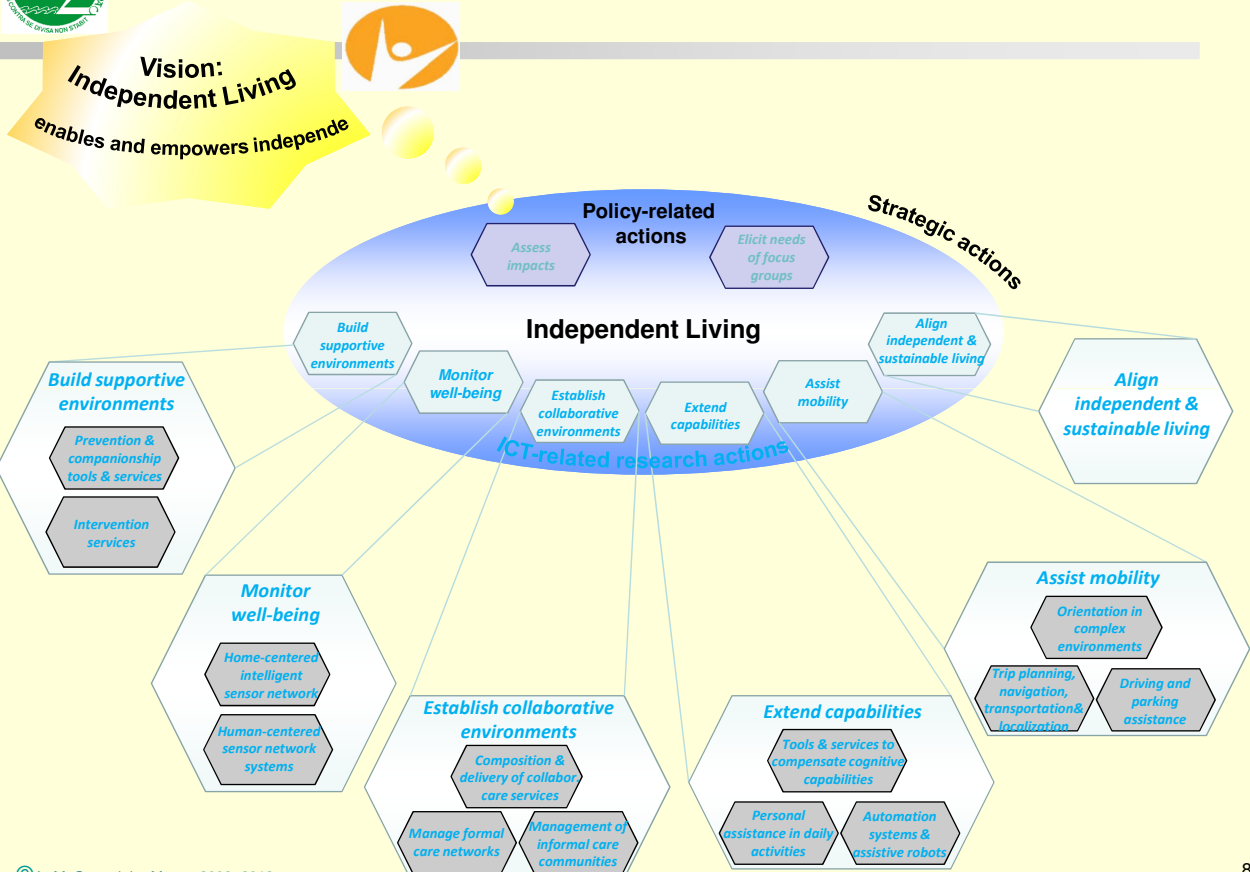 CONTRA SE DIVISA NON STABIT
Vision:
Independent Living
enables and empowers independe
Policy-related
actions
Strategic actions
Assess
impacts
Elicit needs
of focus
groups
Independent Living
Build
supportive
environments
Monitor
well-being
Establish
collaborative
environments
Extend
capabilities
Assist
mobility
Align
independent &
sustainable living
ICT-related research actions
Build supportive
environments
Prevention &
companionship
tools & services
Intervention
services
Monitor
well-being
Home-centered
intelligent
sensor network
Human-centered
sensor network
systems
Establish collaborative
environments
Composition &
delivery of collabor.
care services
Manage formal
care networks
Management of
informal care
communities
Extend capabilities
Tools & services to
compensate cognitive
capabilities
Personal
assistance in daily
activities
Automation
systems &
assistive robots
Assist mobility
Orientation in
complex
environments
Trip planning,
navigation,
transportation&
localization
Driving and
parking
assistance
Align
independent &
sustainable living
8